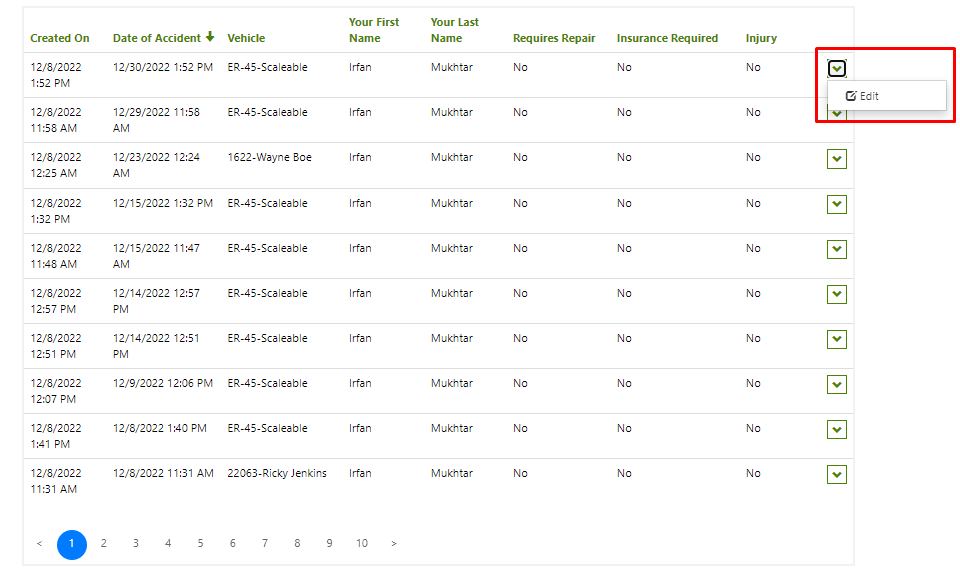 Created On Date of Accident Vehicle Your First Name Your Last Name Requires Repair Insurance Required Injury
12/8/2022 1:52 PM 12/30/2022 1:52 PM ER-45-Scaleable Irfan Mukhtar No No No
Edit
12/8/2022 11:58 AM 12/29/2022 11:58 AM ER-45-Scaleable Irfan Mukhtar No No No
12/8/2022 12:25 AM 12/23/2022 12:24 AM 1622-Wayne Boe Irfan Mukhtar No No No
12/8/2022 1:32 PM 12/15/2022 1:32 PM ER-45-Scaleable Irfan Mukhtar No No No
12/8/2022 11:48 AM 12/15/2022 11:47 AM ER-45-Scaleable Irfan Mukhtar No No No
12/8/2022 12:57 PM 12/14/2022 12:57 PM ER-45-Scaleable Irfan Mukhtar No No No
12/8/2022 12:51 PM 12/14/2022 12:51 PM ER-45-Scaleable Irfan Mukhtar No No No
12/8/2022 12:07 PM 12/9/2022 12:06 PM ER-45-Scaleable Irfan Mukhtar No No No
12/8/2022 1:41 PM 12/8/2022 1:40 PM ER-45-Scaleable Irfan Mukhtar No No No
12/8/2022 11:31 AM 12/8/2022 11:31 AM 22063-Ricky Jenkins Irfan Mukhtar No No No
< 1 2 3 4 5 6 7 8 9 10 >